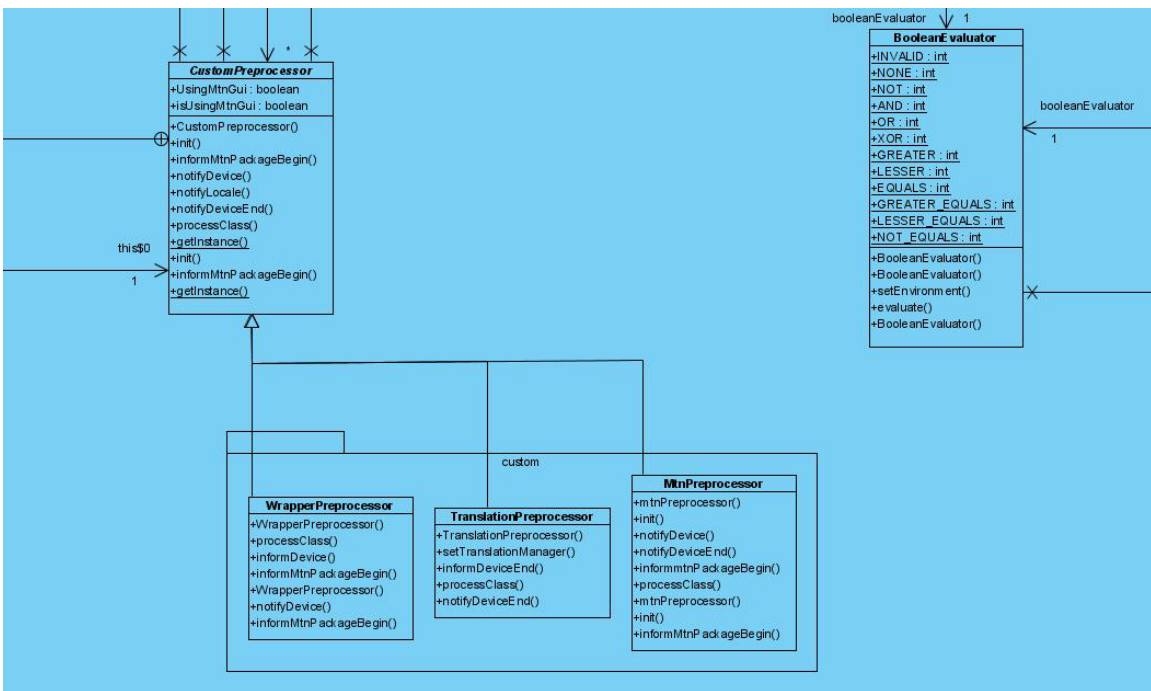 booleanEvaluator 1
*
CustomPreprocessor
+UsingMtnGui : boolean
+isUsingMtnGui : boolean
+CustomPreprocessor()
+init()
+informMtnPackageBegin()
+notifyDevice()
+notifyLocale()
+notifyDeviceEnd()
+processClass()
+getInstance()
+init()
+informMtnPackageBegin()
+getInstance()
this$0
1
BooleanEvaluator
+INVALID : int
+NONE : int
+NOT : int
+AND : int
+OR : int
+XOR : int
+GREATER : int
+LESSER : int
+EQUALS : int
+GREATER_EQUALS : int
+LESSER_EQUALS : int
+NOT_EQUALS : int
+BooleanEvaluator()
+BooleanEvaluator()
+setEnvironment()
+evaluate()
+BooleanEvaluator()
booleanEvaluator
1
custom
WrapperPreprocessor
+WrapperPreprocessor()
+processClass()
+informDevice()
+informMtnPackageBegin()
+WrapperPreprocessor()
+notifyDevice()
+informMtnPackageBegin()
TranslationPreprocessor
+TranslationPreprocessor()
+setTranslationManager()
+informDeviceEnd()
+processClass()
+notifyDeviceEnd()
MtnPreprocessor
+mtnPreprocessor()
+init()
+notifyDevice()
+notifyDeviceEnd()
+informmtnPackageBegin()
+processClass()
+mtnPreprocessor()
+init()
+informMtnPackageBegin()